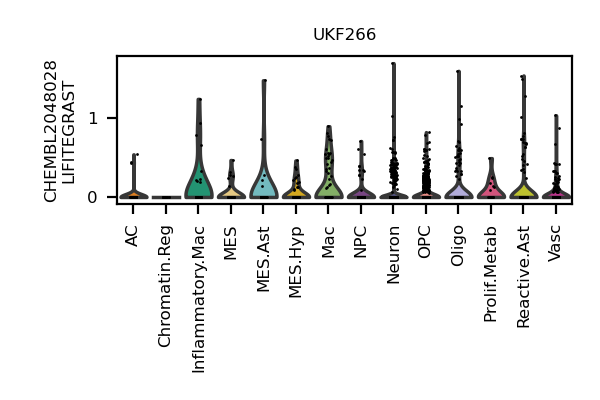 UKF266
CHEMBL2048028
LIFITEGRAST
1
0
AC
Chromatin.Reg
Inflammatory.Mac
MES
MES.Ast
MES.Hyp
Mac
NPC
Neuron
OPC
Oligo
Prolif.Metab
Reactive.Ast
Vasc